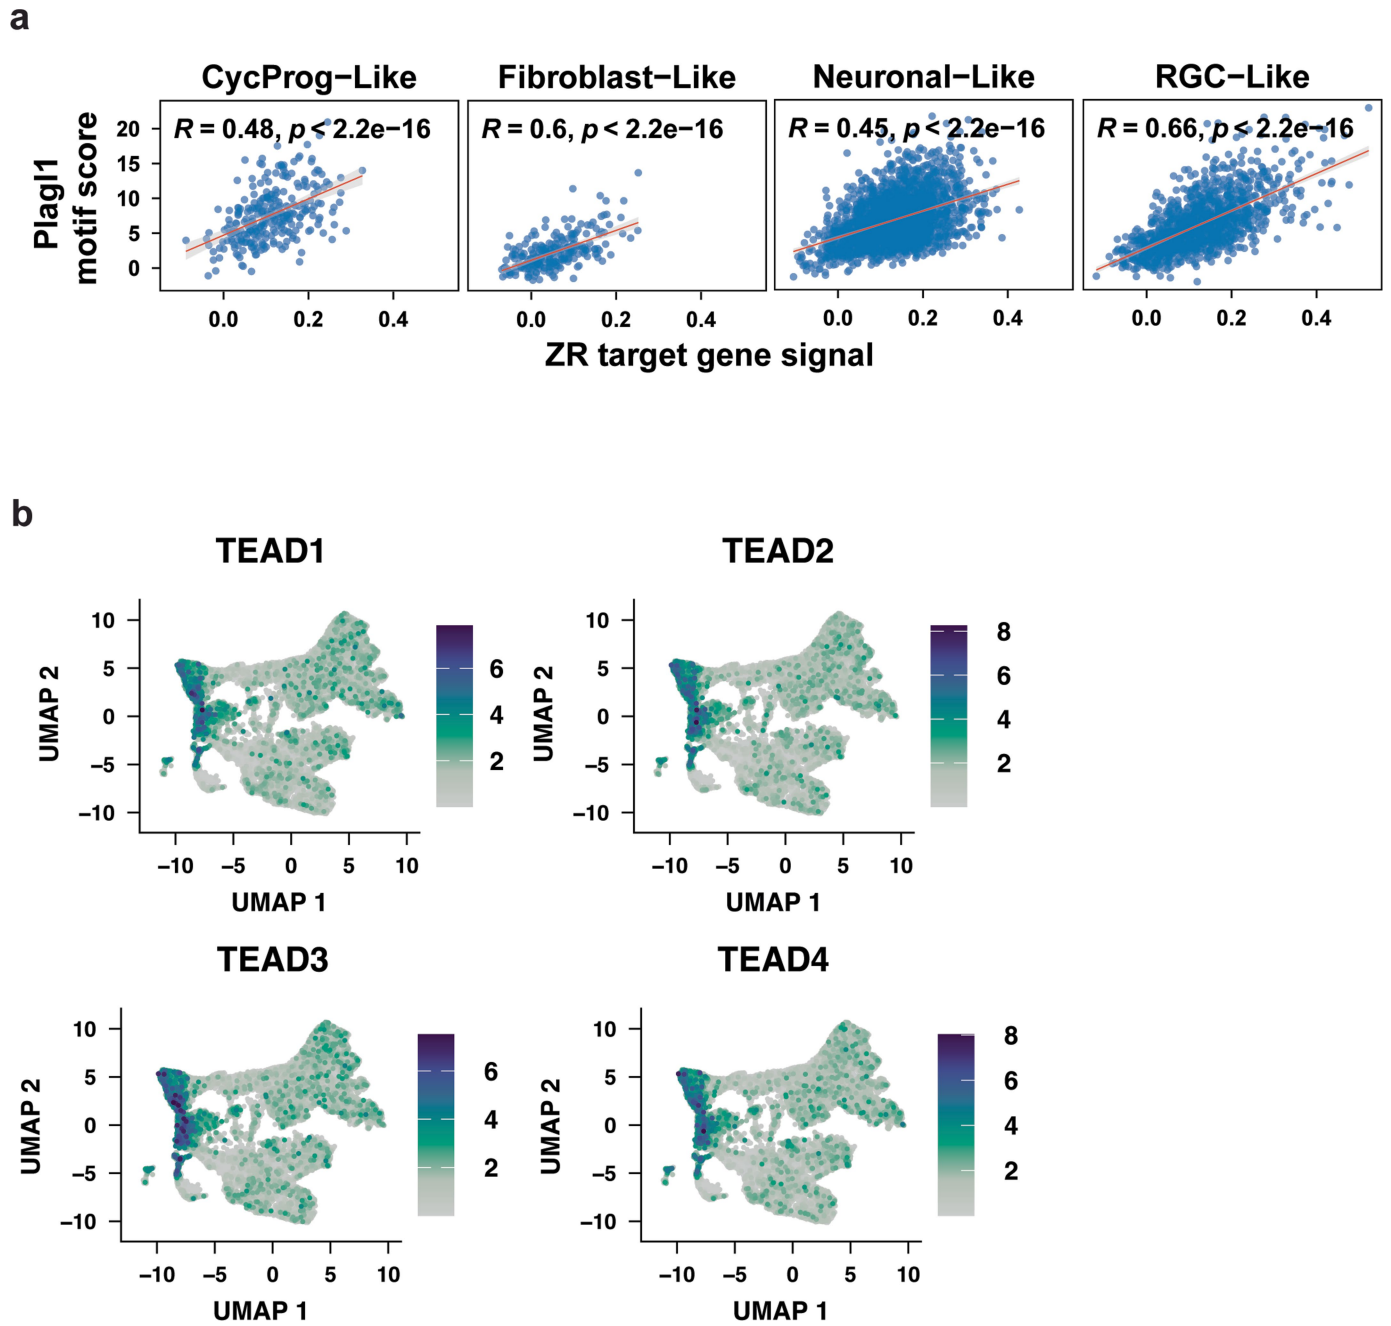 a
CycProg−Like
Fibroblast−Like
Neuronal−Like
RGC−Like
R = 0.48, p < 2.2e−16
R = 0.6, p < 2.2e−16
R = 0.45, p < 2.2e−16
R = 0.66, p < 2.2e−16
Plagl1
motif score
20
15
10
5
0
0.0 0.2 0.4
0.0 0.2 0.4
0.0 0.2 0.4
0.0 0.2 0.4
ZR target gene signal
b
TEAD1
UMAP 2
10
5
0
−5
−10
−10 −5 0 5 10
UMAP 1
6
4
2
TEAD2
UMAP 2
10
5
0
−5
−10
−10 −5 0 5 10
UMAP 1
8
6
4
2
TEAD3
UMAP 2
10
5
0
−5
−10
−10 −5 0 5 10
UMAP 1
6
4
2
TEAD4
UMAP 2
10
5
0
−5
−10
−10 −5 0 5 10
UMAP 1
8
6
4
2